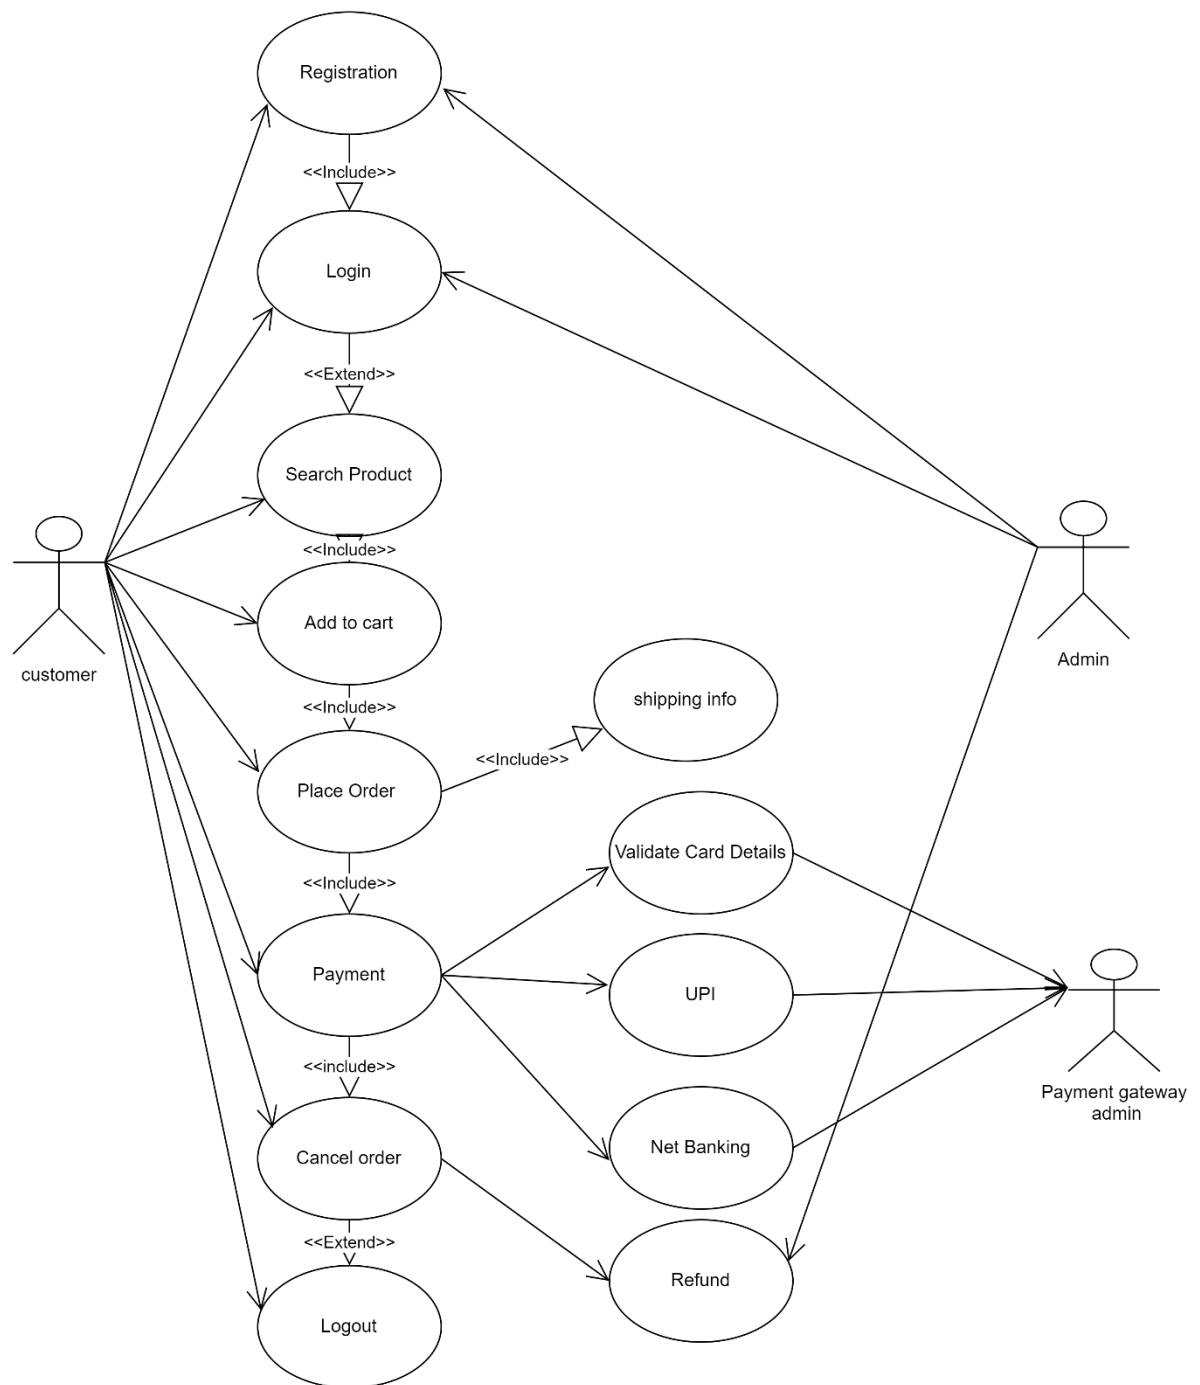 Registration
<<Include>>
Login
<<Extend>>
Search Product
<<Include>>
Add to cart
customer
Admin
shipping info
<<Include>>
<<Include>>
Place Order
Validate Card Details
<<Include>>
Payment
UPI
<<include>>
Payment gateway
admin
Cancel order
Net Banking
<<Extend>>
Refund
Logout